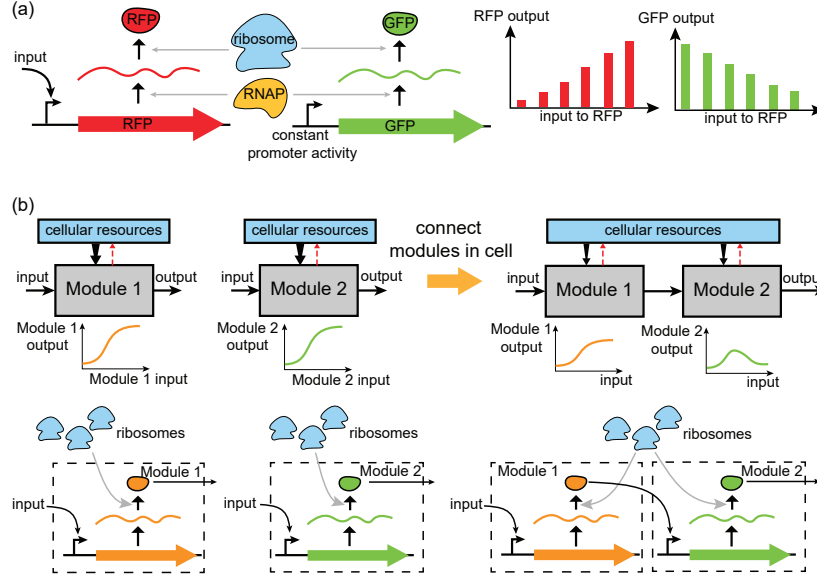 (a)
RFP
ribosome
GFP
input
RNAP
RFP
GFP
constant
promoter activity
RFP output
input to RFP
GFP output
input to RFP
(b)
cellular resources
input
output
Module 1
Module 1
output
Module 1 input
cellular resources
input
output
Module 2
Module 2
output
Module 2 input
connect
modules in cell
cellular resources
input
Module 1
Module 2
output
Module 1
output
input
Module 2
output
input
ribosomes
Module 1
input
ribosomes
Module 2
input
ribosomes
Module 1
input
Module 2